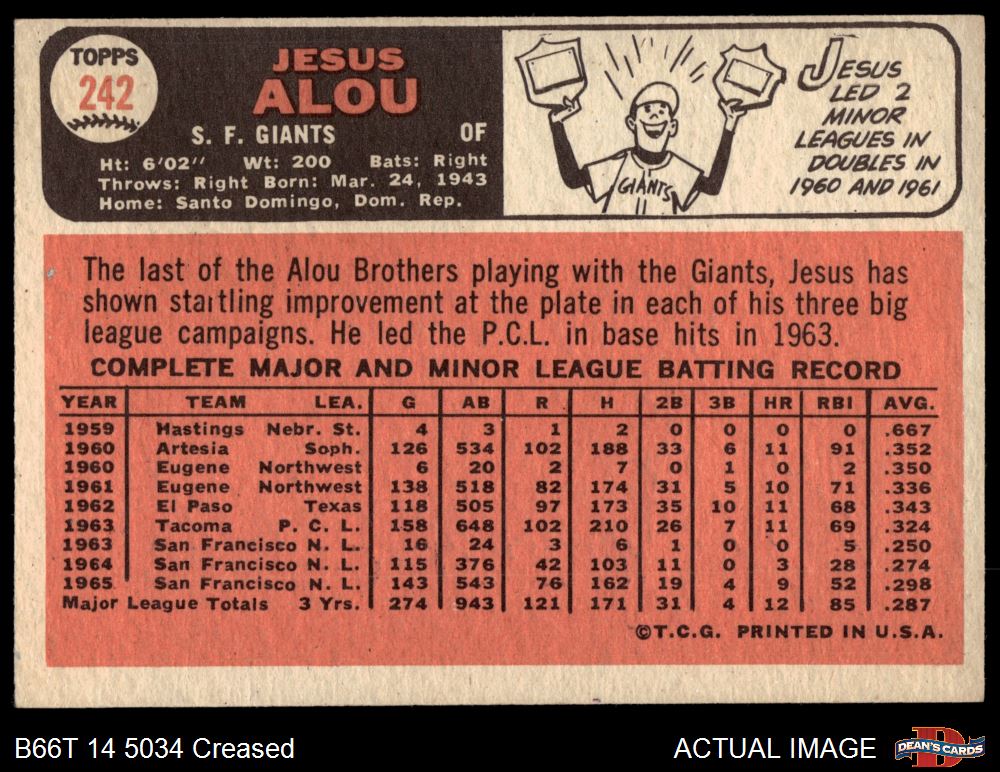 TOPPS
242
JESUS
ALOU
S. F. GIANTS OF
Ht: 6'02" Wt: 200 Bats: Right
Throws: Right Born: Mar. 24, 1943
Home: Santo Domingo, Dom. Rep.
GIANTS
JESUS
LED 2
MINOR
LEAGUES IN
DOUBLES IN
1960 AND 1961
The last of the Alou Brothers playing with the Giants, Jesus has
shown startling improvement at the plate in each of his three big
league campaigns. He led the P.C.L. in base hits in 1963.
COMPLETE MAJOR AND MINOR LEAGUE BATTING RECORD
YEAR TEAM LEA. G AB R H 2B 3B HR RBI AVG.
1959 Hastings Nebr. St. 4 3 1 2 0 0 0 0 .667
1960 Artesia Soph. 126 534 102 188 33 6 11 91 .352
1960 Eugene Northwest 6 20 2 7 0 1 0 2 .350
1961 Eugene Northwest 138 518 82 174 31 5 10 71 .336
1962 El Paso Texas 118 505 97 173 35 10 11 68 .343
1963 Tacoma P. C. L. 158 648 102 210 26 7 11 69 .324
1963 San Francisco N. L. 16 24 3 6 1 0 0 5 .250
1964 San Francisco N. L. 115 376 42 103 11 0 3 28 .274
1965 San Francisco N. L. 143 543 76 162 19 4 9 52 .298
Major League Totals 3 Yrs. 274 943 121 171 31 4 12 85 .287
©T.C.G. PRINTED IN U.S.A.
B66T 14 5034 Creased
ACTUAL IMAGE
DEAN'S CARDS